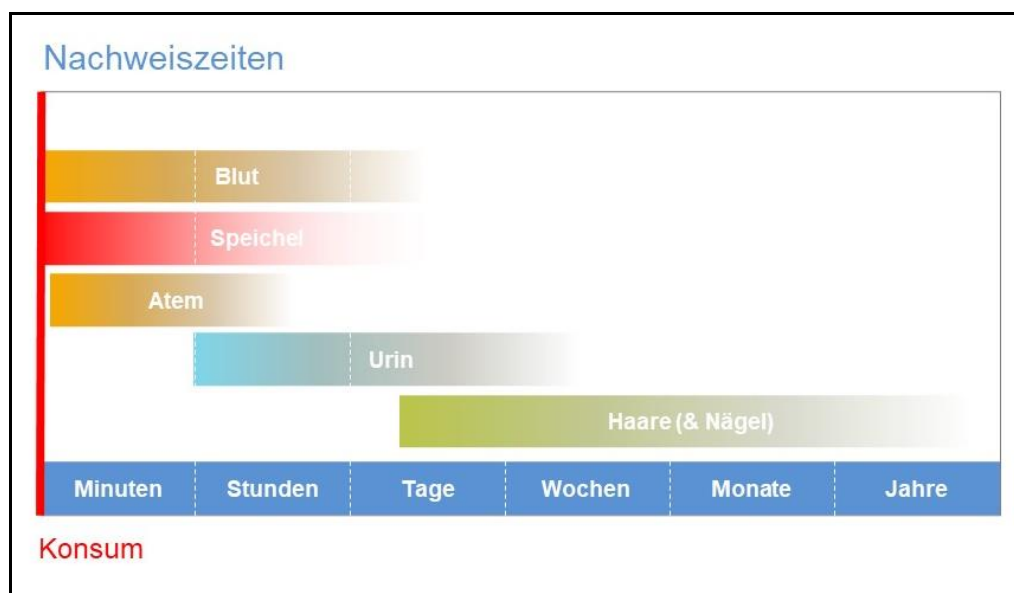 Nachweiszeiten
Blut
Speichel
Atem
Urin
Haare (& Nägel)
Minuten Stunden Tage Wochen Monate Jahre
Konsum